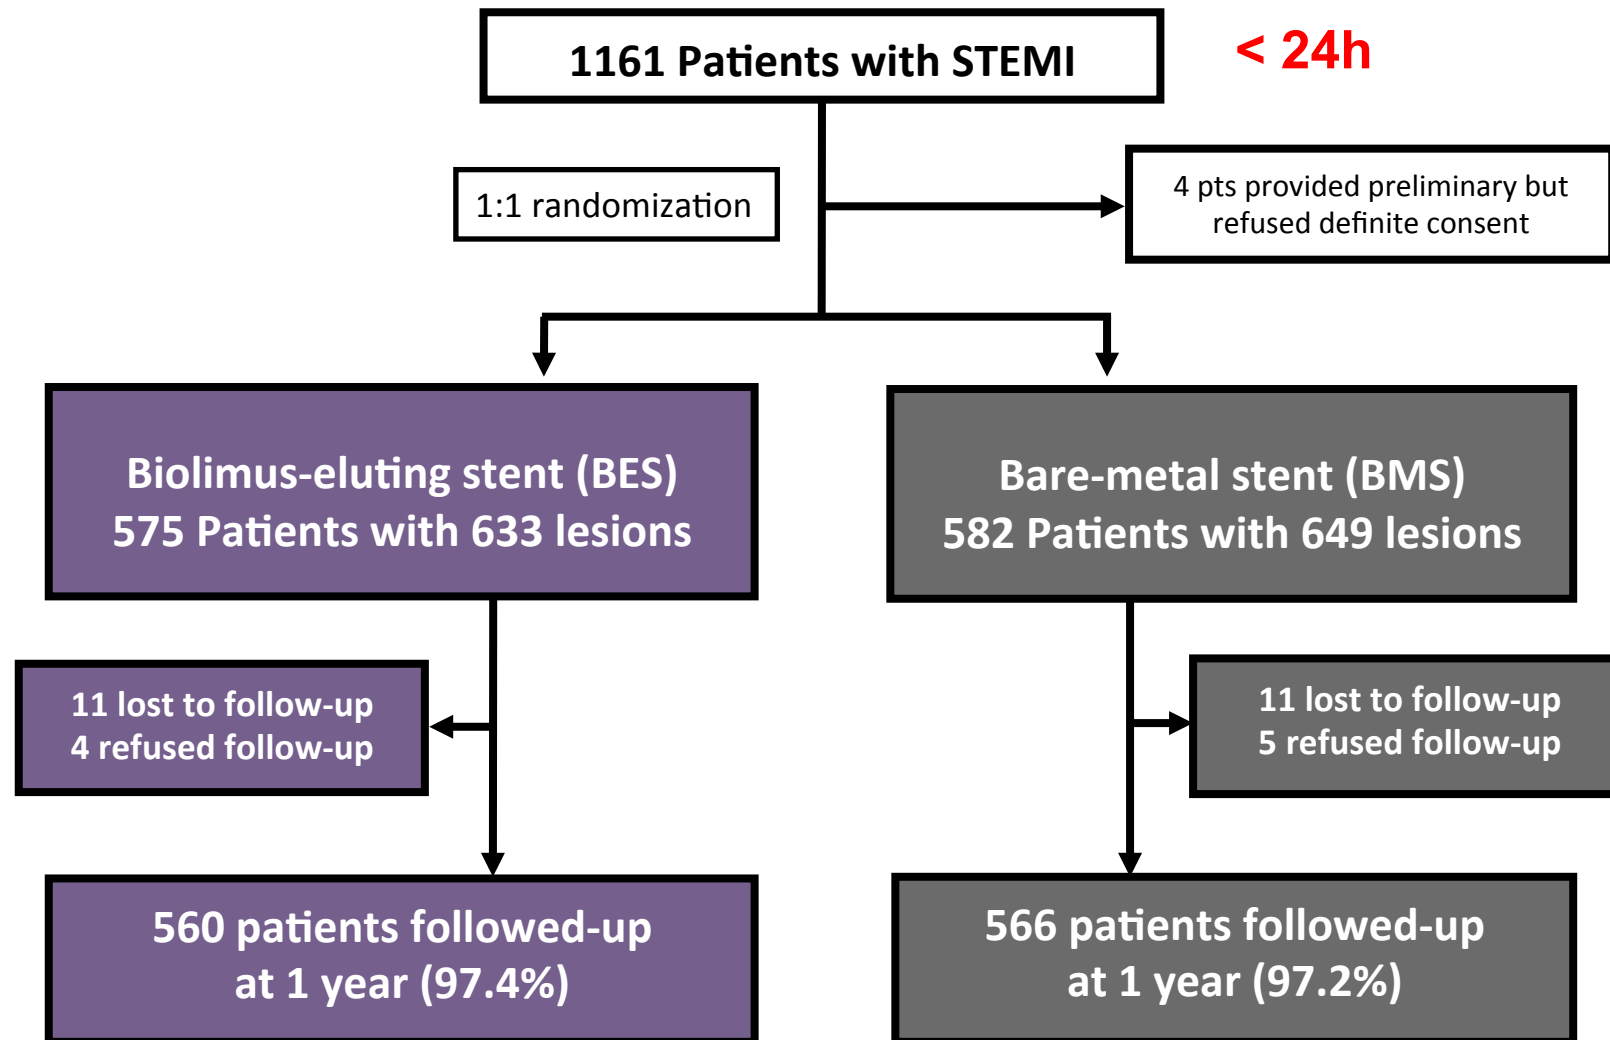 1161 Patients with STEMI
< 24h
1:1 randomization
4 pts provided preliminary but
refused definite consent
Biolimus-eluting stent (BES)
575 Patients with 633 lesions
Bare-metal stent (BMS)
582 Patients with 649 lesions
11 lost to follow-up
4 refused follow-up
11 lost to follow-up
5 refused follow-up
560 patients followed-up
at 1 year (97.4%)
566 patients followed-up
at 1 year (97.2%)